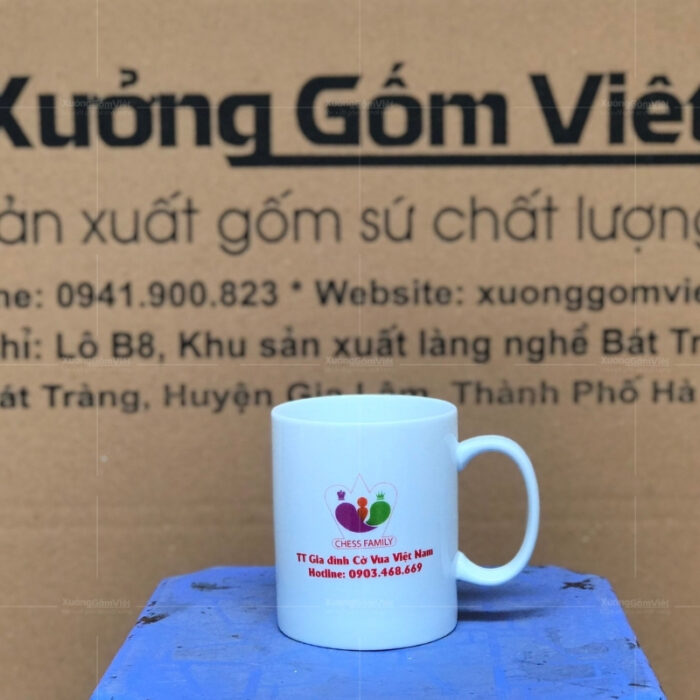 Xưởng Gốm Việt
ản xuất gốm sứ chất lượng
ne: 0941.900.823 * Website: xuonggomvie
hỉ: Lô B8, Khu sản xuất làng nghề Bát Tr
át Tràng, Huyện Gia Lâm, Thành Phố Hà
CHESS FAMILY
TT Gia đình Cờ Vua Việt Nam
Hotline: 0903.468.669
XưởngGốmViệt